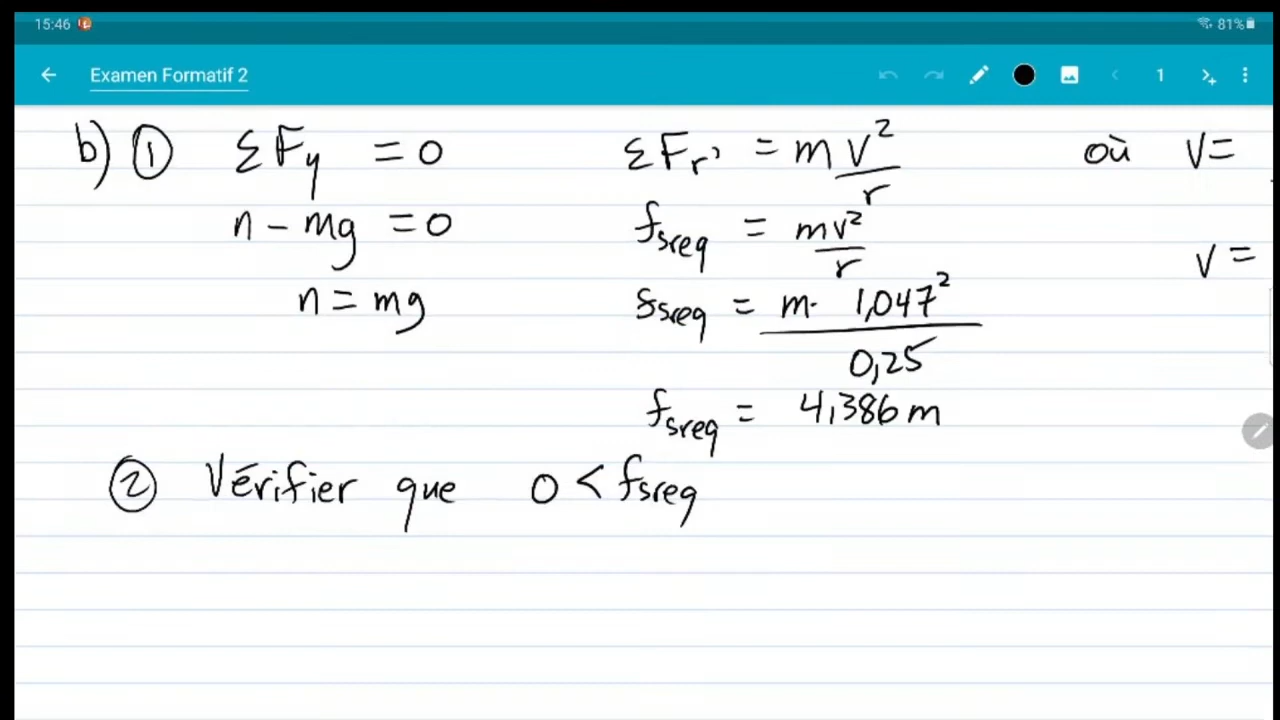 15:46 81%
Examen Formatif 2 1
b) ① ΣFy = 0 ΣFr' = mv²/r où v=
n - mg = 0 fsreq = mv²/r v=
n = mg fsreq = m· 1,047²/0,25
fsreq = 4,386 m
② Vérifier que 0 < fsreq